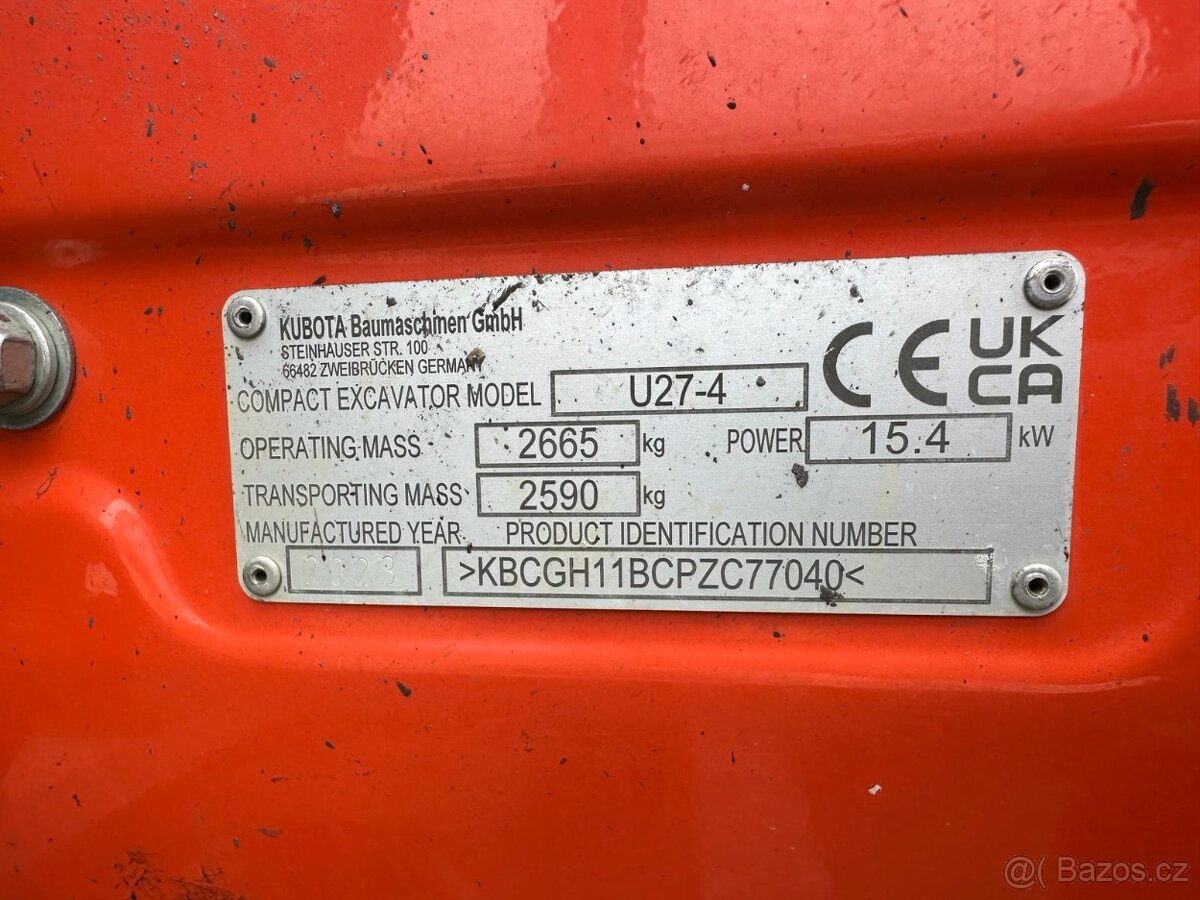 KUBOTA Baumaschinen GmbH
STEINHAUSER STR. 100
66482 ZWEIBRÜCKEN GERMANY
COMPACT EXCAVATOR MODEL U27-4
CE UK CA
OPERATING MASS 2665 kg POWER 15.4 kW
TRANSPORTING MASS 2590 kg
MANUFACTURED YEAR PRODUCT IDENTIFICATION NUMBER
2023 >KBCGH11BCPZC77040<
@( Bazos.cz